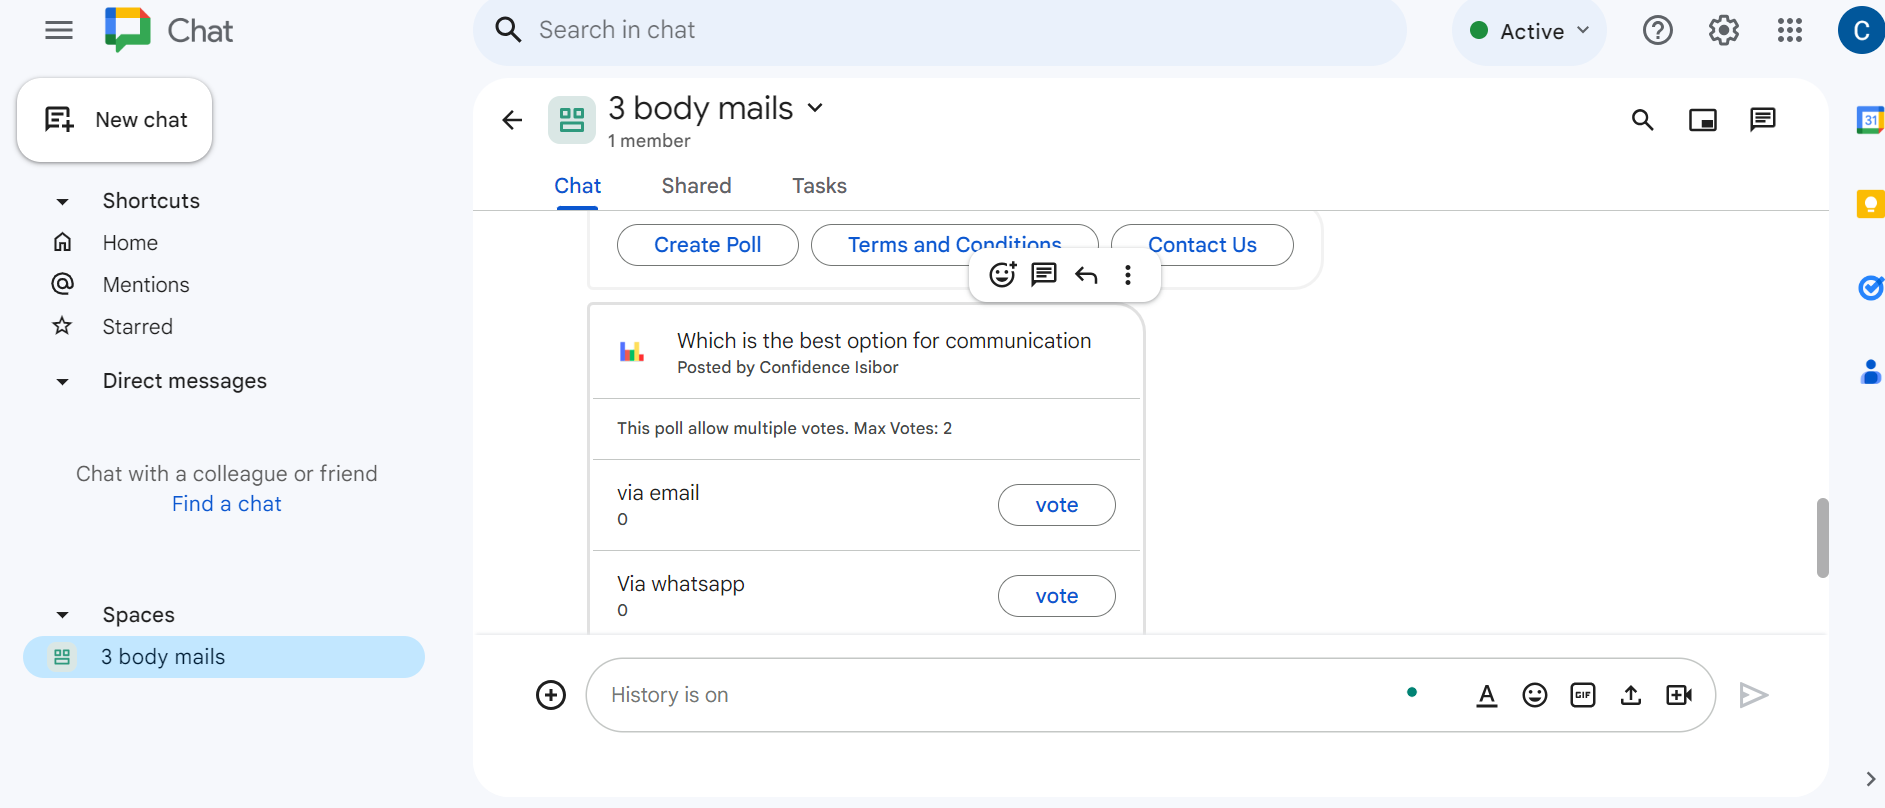 Chat
Search in chat
Active
C
New chat
3 body mails
1 member
31
Shortcuts
Home
Mentions
Starred
Direct messages
Chat with a colleague or friend
Find a chat
Spaces
3 body mails
Chat Shared Tasks
Create Poll Terms and Conditions Contact Us
Which is the best option for communication
Posted by Confidence Isibor
This poll allow multiple votes. Max Votes: 2
via email
0
vote
Via whatsapp
0
vote
History is on
A
GIF